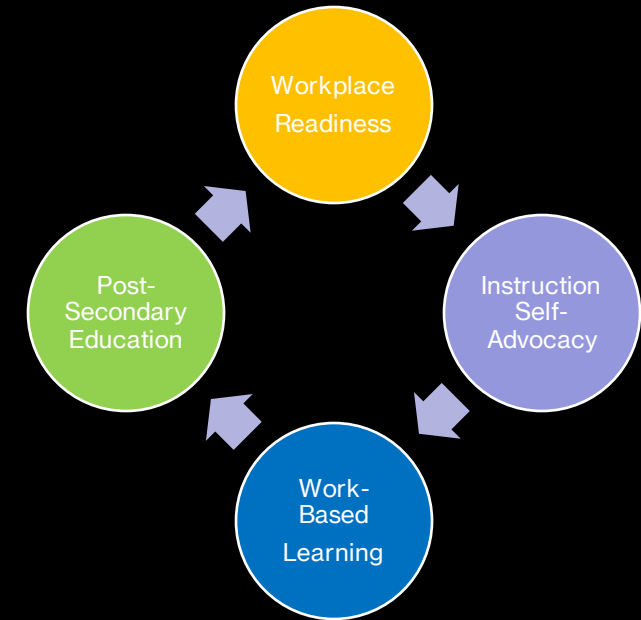 Workplace
Readiness
Instruction
Self-
Advocacy
Work-
Based
Learning
Post-
Secondary
Education